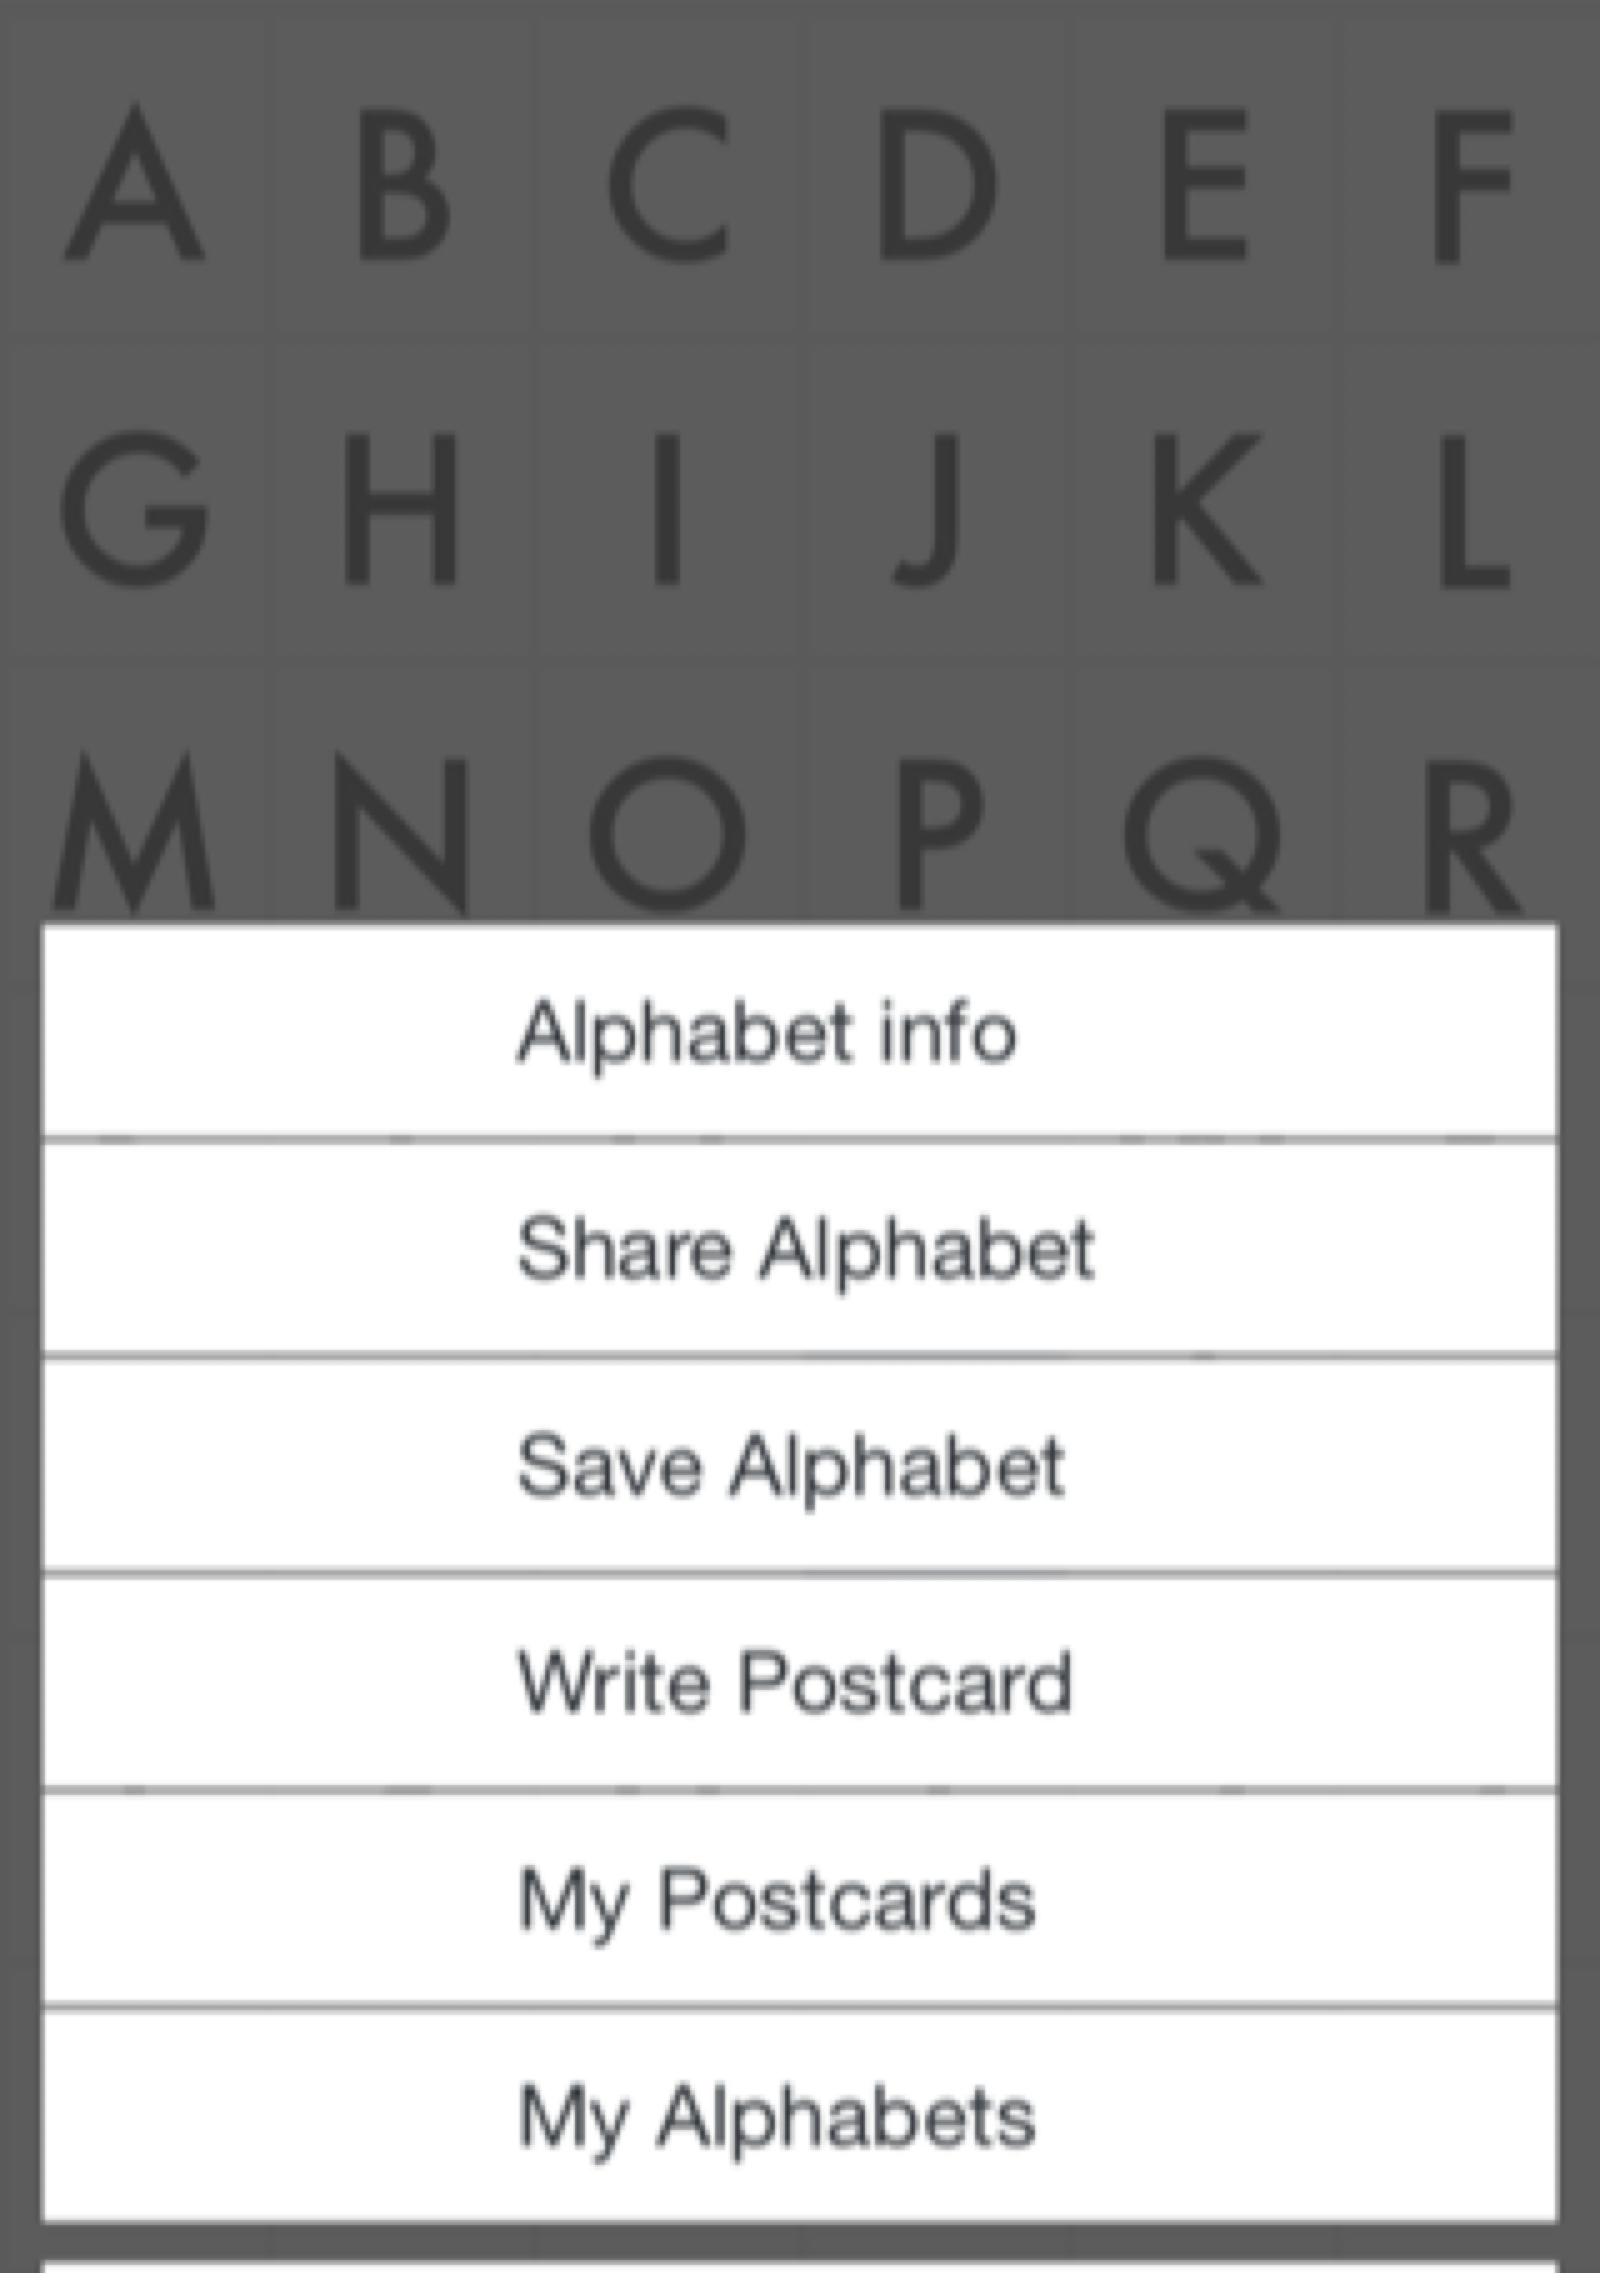 A B C D E F
G H I J K L
M N O P Q R
Alphabet info
Share Alphabet
Save Alphabet
Write Postcard
My Postcards
My Alphabets